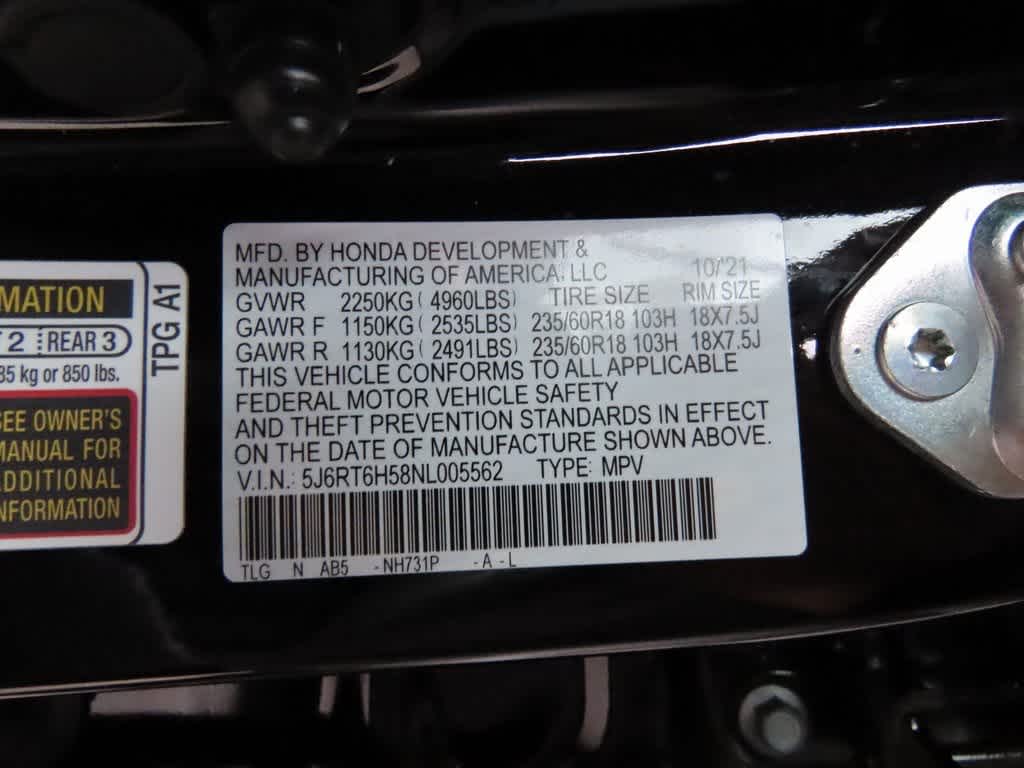 MATION
2 REAR 3
85 kg or 850 lbs.
SEE OWNER'S
MANUAL FOR
ADDITIONAL
INFORMATION
TPG A1
MFD. BY HONDA DEVELOPMENT &
MANUFACTURING OF AMERICA, LLC 10/'21
GVWR 2250KG ( 4960LBS) TIRE SIZE RIM SIZE
GAWR F 1150KG ( 2535LBS) 235/60R18 103H 18X7.5J
GAWR R 1130KG ( 2491LBS) 235/60R18 103H 18X7.5J
THIS VEHICLE CONFORMS TO ALL APPLICABLE
FEDERAL MOTOR VEHICLE SAFETY
AND THEFT PREVENTION STANDARDS IN EFFECT
ON THE DATE OF MANUFACTURE SHOWN ABOVE.
V.I.N.: 5J6RT6H58NL005562 TYPE: MPV
TLG N AB5 -NH731P -A-L